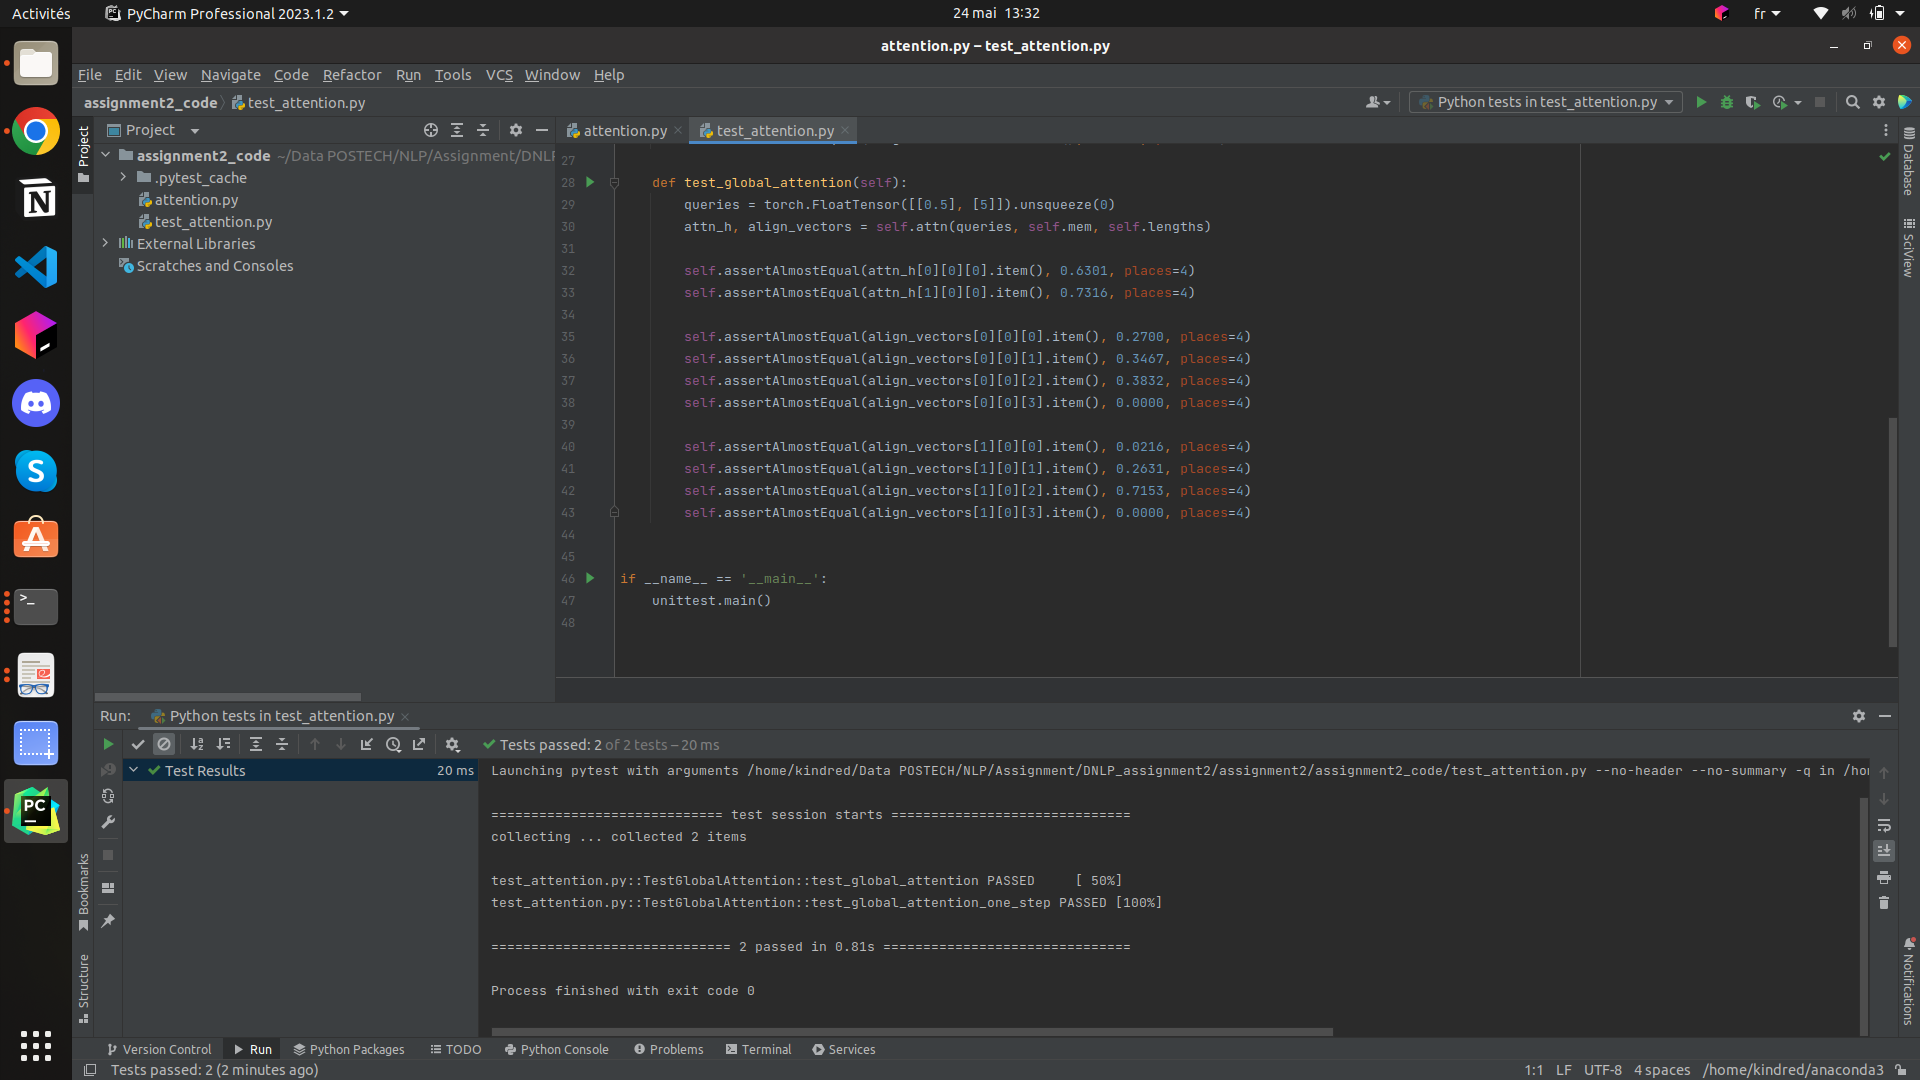 Activités
PyCharm Professional 2023.1.2
24 mai 13:32
fr
attention.py – test_attention.py
File Edit View Navigate Code Refactor Run Tools VCS Window Help
assignment2_code
test_attention.py
Python tests in test_attention.py
Project
Project
attention.py
test_attention.py
assignment2_code ~/Data POSTECH/NLP/Assignment/DNLP
.pytest_cache
attention.py
test_attention.py
External Libraries
Scratches and Consoles
27
28 def test_global_attention(self):
29 queries = torch.FloatTensor([[0.5], [5]]).unsqueeze(0)
30 attn_h, align_vectors = self.attn(queries, self.mem, self.lengths)
31
32 self.assertAlmostEqual(attn_h[0][0][0].item(), 0.6301, places=4)
33 self.assertAlmostEqual(attn_h[1][0][0].item(), 0.7316, places=4)
34
35 self.assertAlmostEqual(align_vectors[0][0][0].item(), 0.2700, places=4)
36 self.assertAlmostEqual(align_vectors[0][0][1].item(), 0.3467, places=4)
37 self.assertAlmostEqual(align_vectors[0][0][2].item(), 0.3832, places=4)
38 self.assertAlmostEqual(align_vectors[0][0][3].item(), 0.0000, places=4)
39
40 self.assertAlmostEqual(align_vectors[1][0][0].item(), 0.0216, places=4)
41 self.assertAlmostEqual(align_vectors[1][0][1].item(), 0.2631, places=4)
42 self.assertAlmostEqual(align_vectors[1][0][2].item(), 0.7153, places=4)
43 self.assertAlmostEqual(align_vectors[1][0][3].item(), 0.0000, places=4)
44
45
46 if __name__ == '__main__':
47 unittest.main()
48
Database
SciView
Notifications
Bookmarks
Structure
Run: Python tests in test_attention.py
Tests passed: 2 of 2 tests – 20 ms
Test Results 20 ms
Launching pytest with arguments /home/kindred/Data POSTECH/NLP/Assignment/DNLP_assignment2/assignment2/assignment2_code/test_attention.py --no-header --no-summary -q in /ho
============================= test session starts ==============================
collecting ... collected 2 items
test_attention.py::TestGlobalAttention::test_global_attention PASSED [ 50%]
test_attention.py::TestGlobalAttention::test_global_attention_one_step PASSED [100%]
============================== 2 passed in 0.81s ===============================
Process finished with exit code 0
Version Control Run Python Packages TODO Python Console Problems Terminal Services
Tests passed: 2 (2 minutes ago)
1:1 LF UTF-8 4 spaces /home/kindred/anaconda3